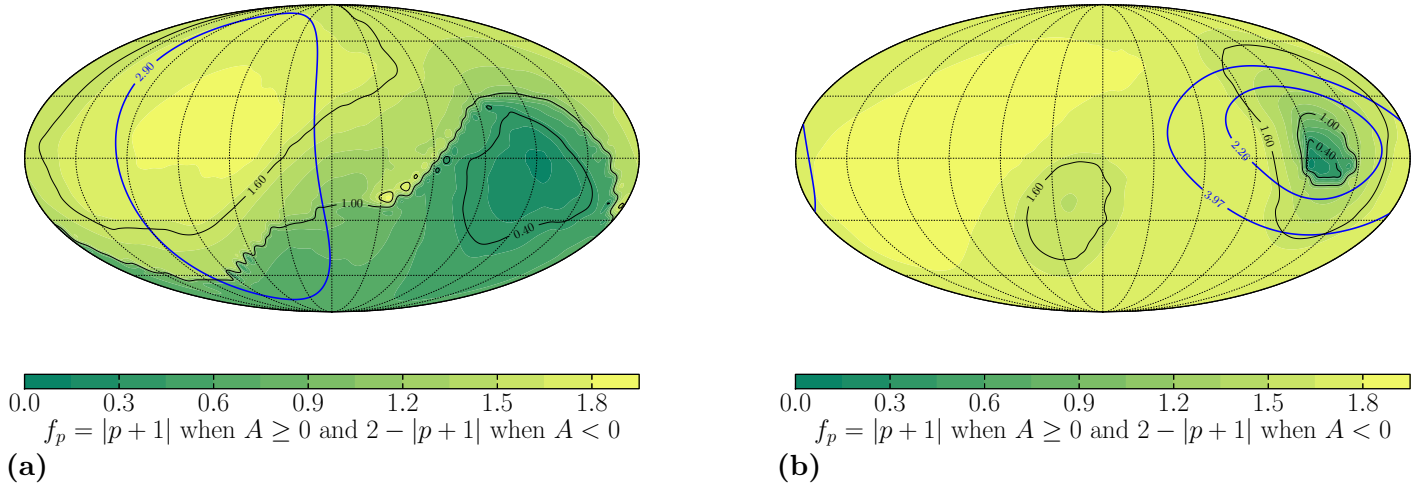 2.90
1.60
1.00
0.40
0.0 0.3 0.6 0.9 1.2 1.5 1.8
f_p = |p + 1| when A ≥ 0 and 2 − |p + 1| when A < 0
(a)
1.00
1.60
0.40
2.26
1.60
3.97
0.0 0.3 0.6 0.9 1.2 1.5 1.8
f_p = |p + 1| when A ≥ 0 and 2 − |p + 1| when A < 0
(b)